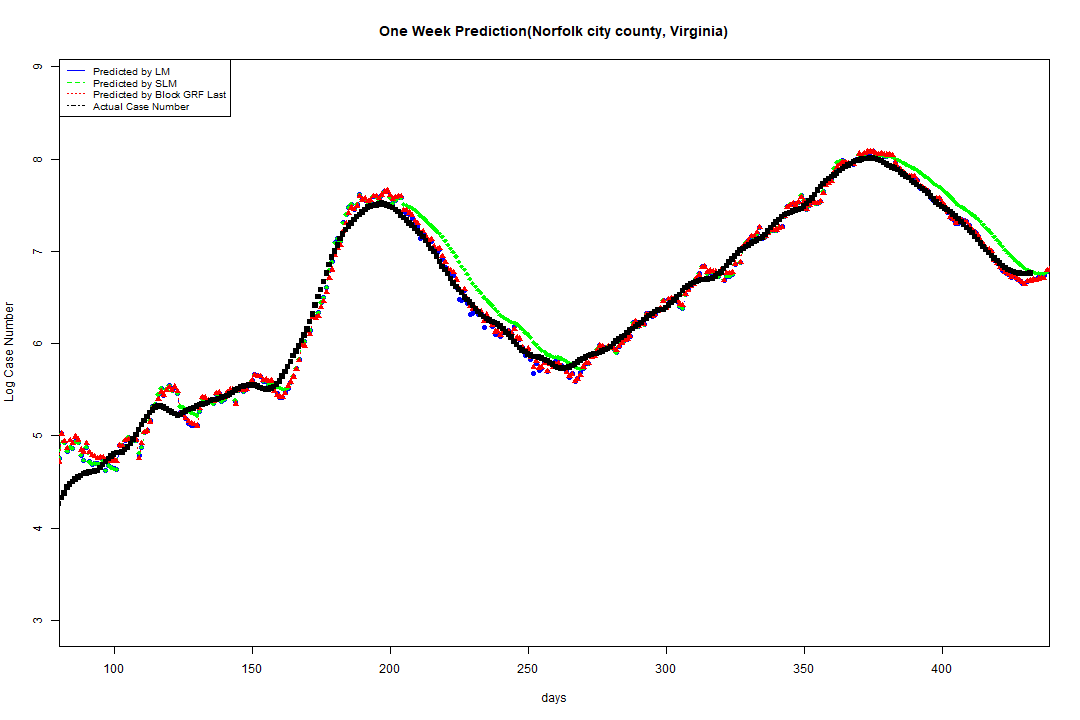 One Week Prediction(Norfolk city county, Virginia)
Predicted by LM
Predicted by SLM
Predicted by Block GRF Last
Actual Case Number
9
8
7
6
5
4
3
Log Case Number
100 150 200 250 300 350 400
days